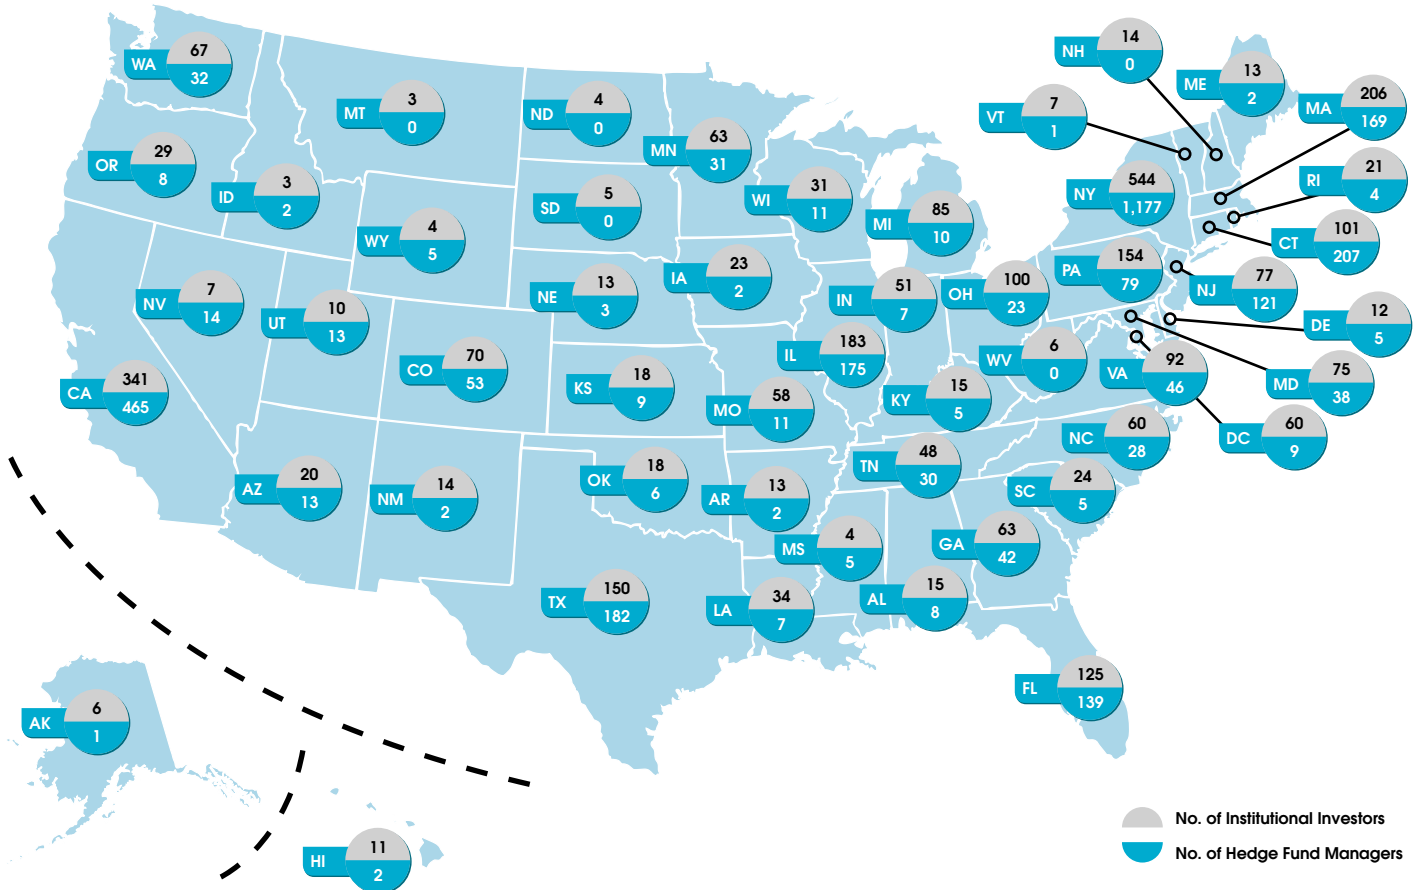 WA
67
32
MT
3
0
ND
4
0
MN
63
31
OR
29
8
ID
3
2
WY
4
5
SD
5
0
WI
31
11
MI
85
10
NH
14
0
VT
7
1
ME
13
2
MA
206
169
NY
544
1,177
RI
21
4
CT
101
207
PA
154
79
NJ
77
121
DE
12
5
NV
7
14
UT
10
13
NE
13
3
IA
23
2
IN
51
7
OH
100
23
CA
341
465
CO
70
53
KS
18
9
IL
183
175
MO
58
11
KY
15
5
WV
6
0
VA
92
46
MD
75
38
DC
60
9
NC
60
28
AZ
20
13
NM
14
2
OK
18
6
AR
13
2
TN
48
30
SC
24
5
MS
4
5
GA
63
42
TX
150
182
LA
34
7
AL
15
8
FL
125
139
AK
6
1
HI
11
2
No. of Institutional Investors
No. of Hedge Fund Managers